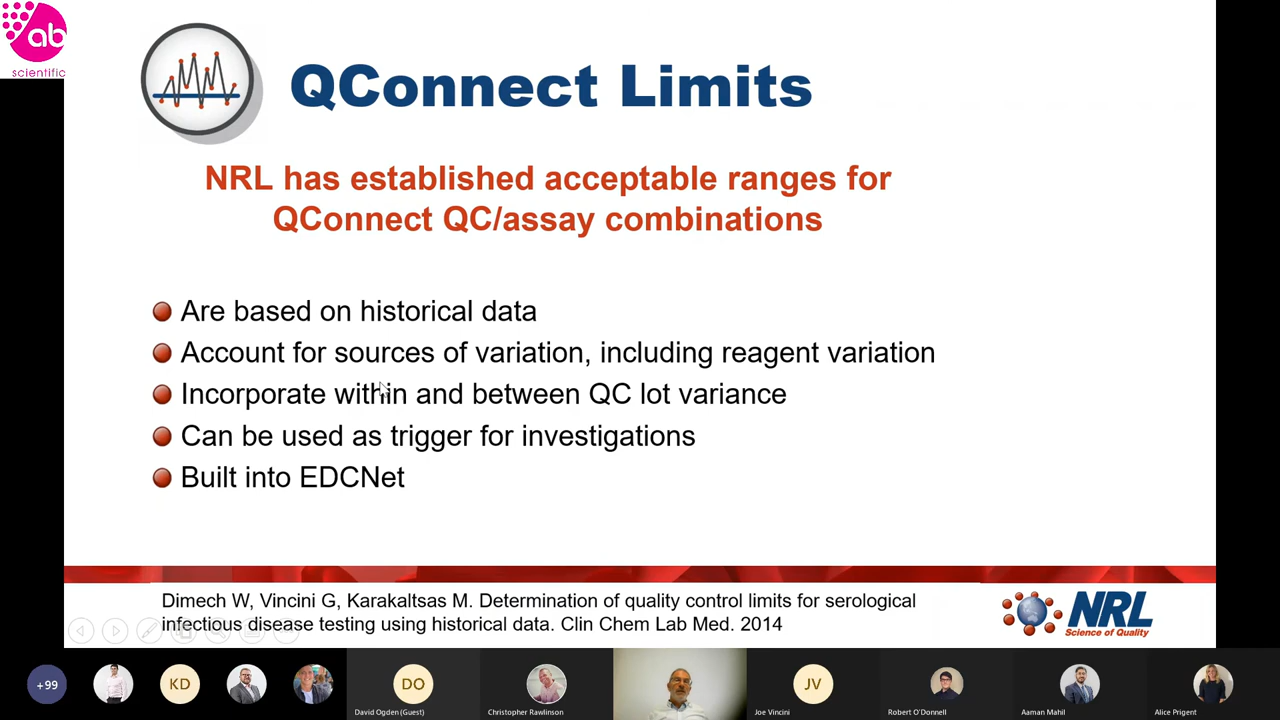 ab
scientific
QConnect Limits
NRL has established acceptable ranges for
QConnect QC/assay combinations
Are based on historical data
Account for sources of variation, including reagent variation
Incorporate within and between QC lot variance
Can be used as trigger for investigations
Built into EDCNet
Dimech W, Vincini G, Karakaltsas M. Determination of quality control limits for serological
infectious disease testing using historical data. Clin Chem Lab Med. 2014
NRL
Science of Quality
+99
KD
DO
JV
David Ogden (Guest)
Christopher Rawlinson
Joe Vincini
Robert O'Donnell
Aaman Mahil
Alice Prigent